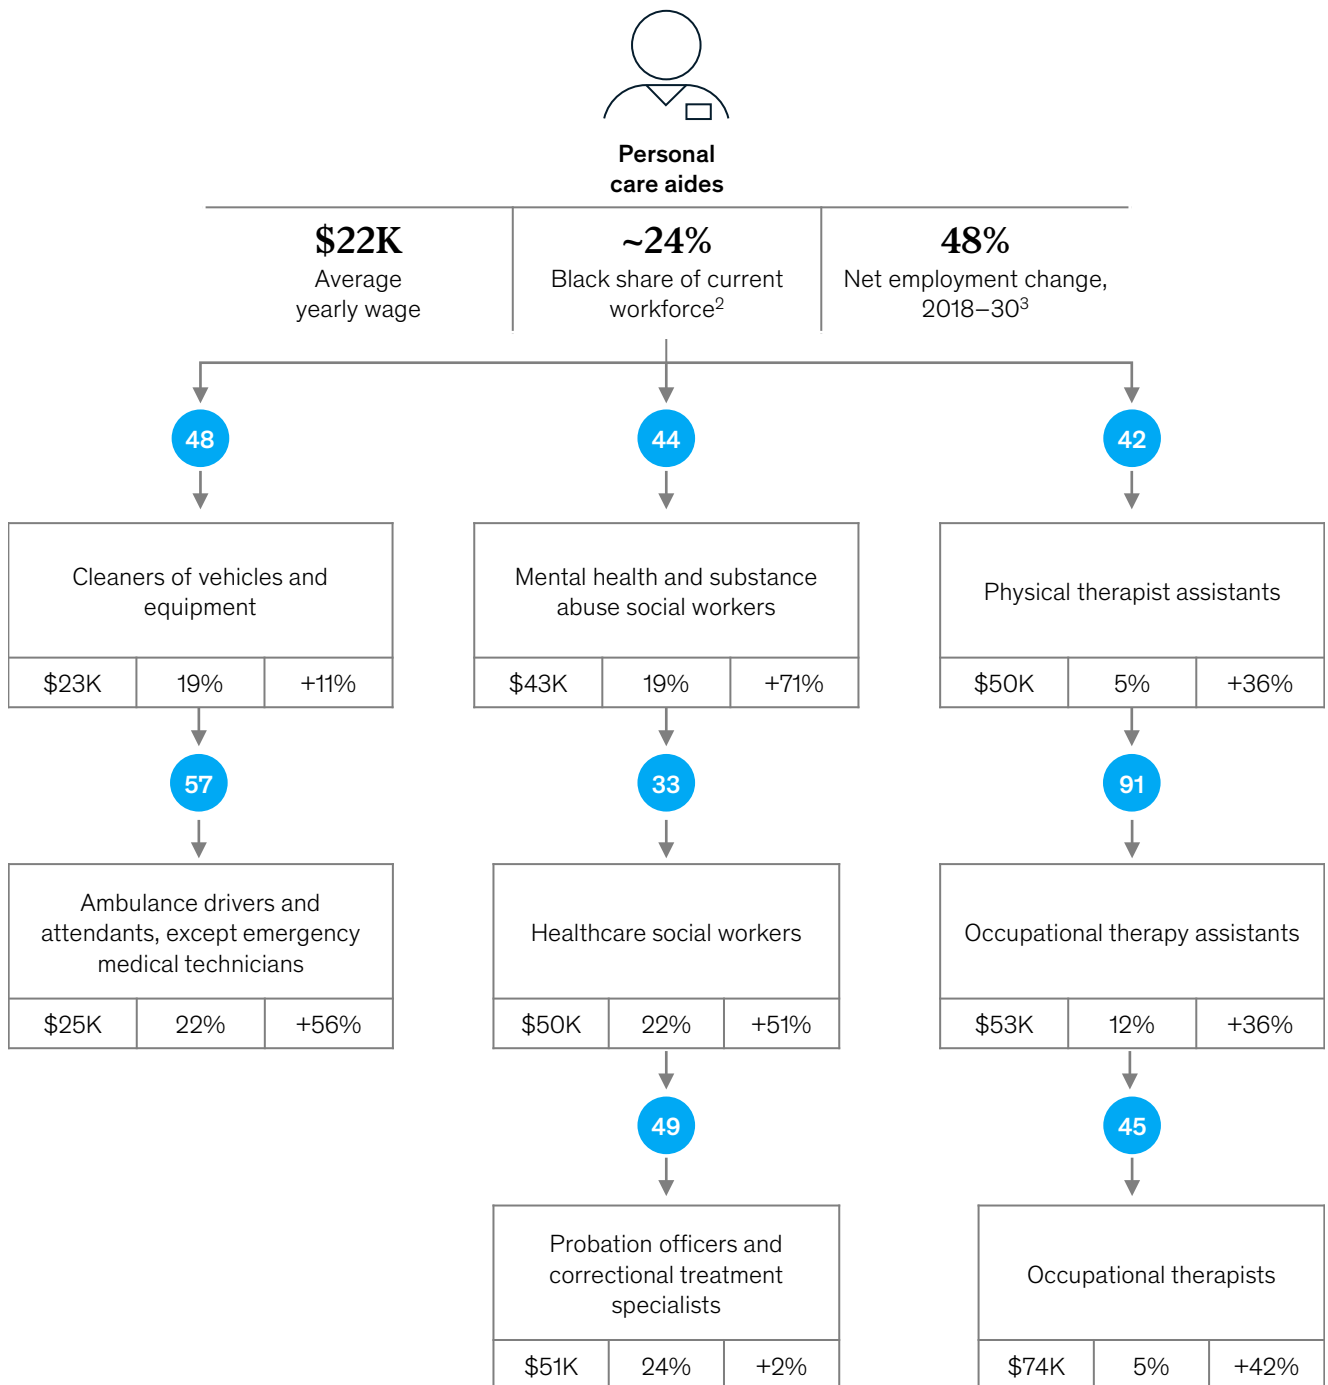 Personal
care aides
$22K
Average
yearly wage
~24%
Black share of current
workforce2
48%
Net employment change,
2018–303
48
44
42
Cleaners of vehicles and
equipment
$23K 19% +11%
Mental health and substance
abuse social workers
$43K 19% +71%
Physical therapist assistants
$50K 5% +36%
57
33
91
Ambulance drivers and
attendants, except emergency
medical technicians
$25K 22% +56%
Healthcare social workers
$50K 22% +51%
Occupational therapy assistants
$53K 12% +36%
49
45
Probation officers and
correctional treatment
specialists
$51K 24% +2%
Occupational therapists
$74K 5% +42%